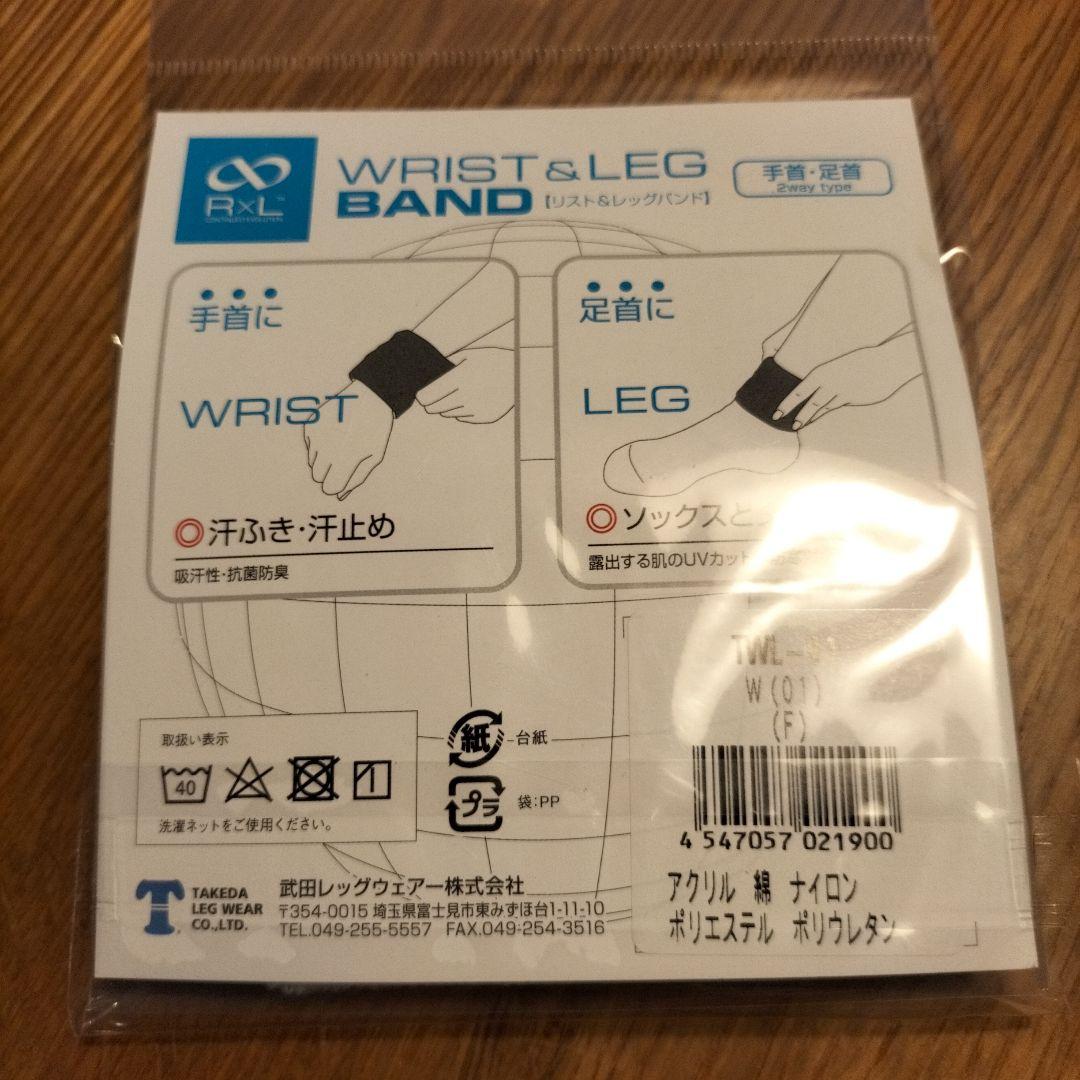 R×L™
CONTINUED EVOLUTION
WRIST & LEG
BAND【リスト&レッグバンド】
手首・足首
2way type
手首に
WRIST
◎汗ふき・汗止め
吸汗性・抗菌防臭
足首に
LEG
◎ソックスと
露出する肌のUVカット
TWL-
W(01)
(F)
4 547057 021900
アクリル 綿 ナイロン
ポリエステル ポリウレタン
取扱い表示
40
洗濯ネットをご使用ください。
紙 台紙
プラ 袋:PP
TAKEDA
LEG WEAR
CO.,LTD.
武田レッグウェアー株式会社
〒354-0015 埼玉県富士見市東みずほ台1-11-10
TEL.049-255-5557 FAX.049-254-3516